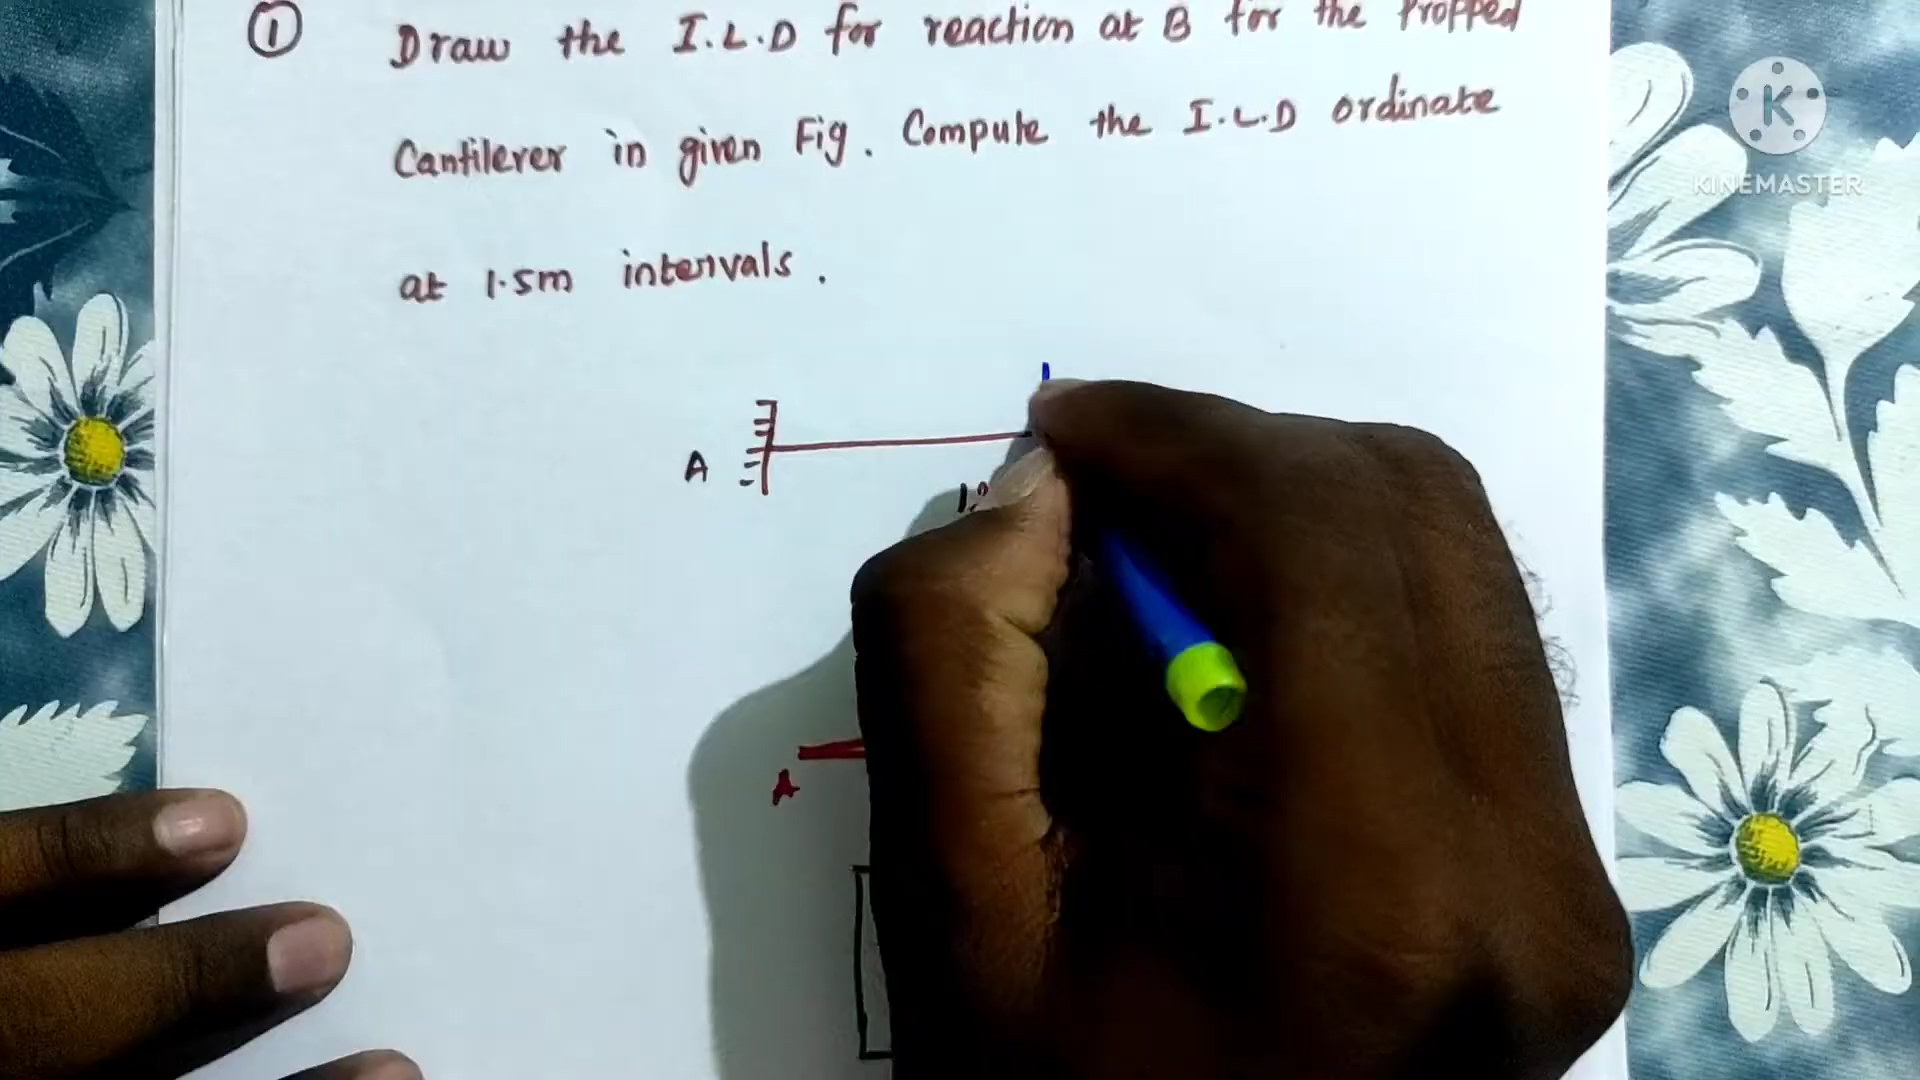 ① Draw the I.L.D for reaction at B for the Propped
Cantilever in given Fig. Compute the I.L.D ordinate
at 1.5m intervals.
K
KINEMASTER
A
A